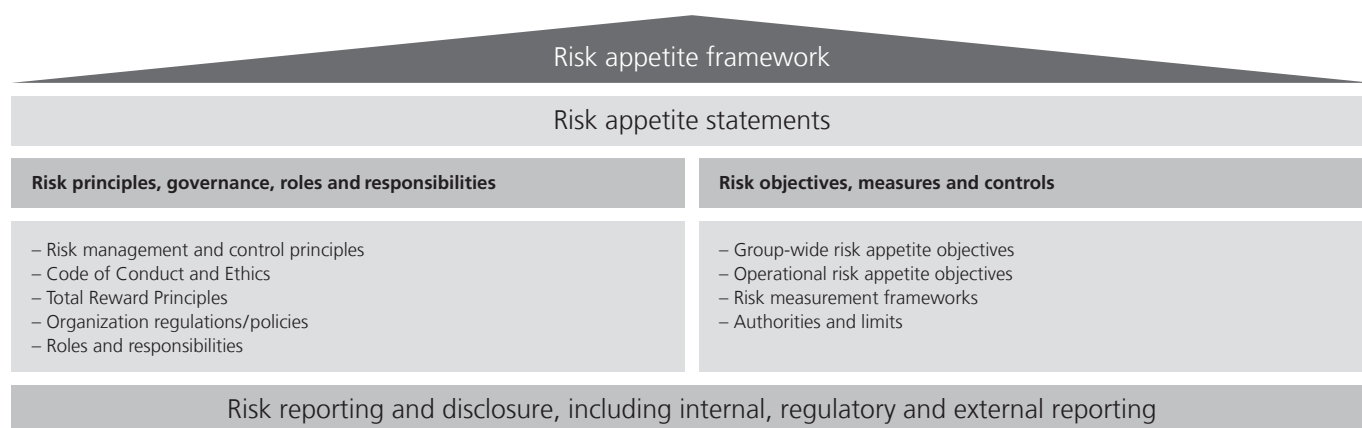 Risk appetite framework
Risk appetite statements
Risk principles, governance, roles and responsibilities
– Risk management and control principles
– Code of Conduct and Ethics
– Total Reward Principles
– Organization regulations/policies
– Roles and responsibilities
Risk objectives, measures and controls
– Group-wide risk appetite objectives
– Operational risk appetite objectives
– Risk measurement frameworks
– Authorities and limits
Risk reporting and disclosure, including internal, regulatory and external reporting